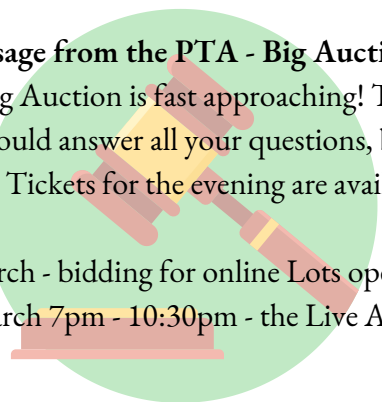 sage from the PTA - Big Aucti
g Auction is fast approaching! T
ould answer all your questions, b
Tickets for the evening are avai
rch - bidding for online Lots ope
arch 7pm - 10:30pm - the Live A